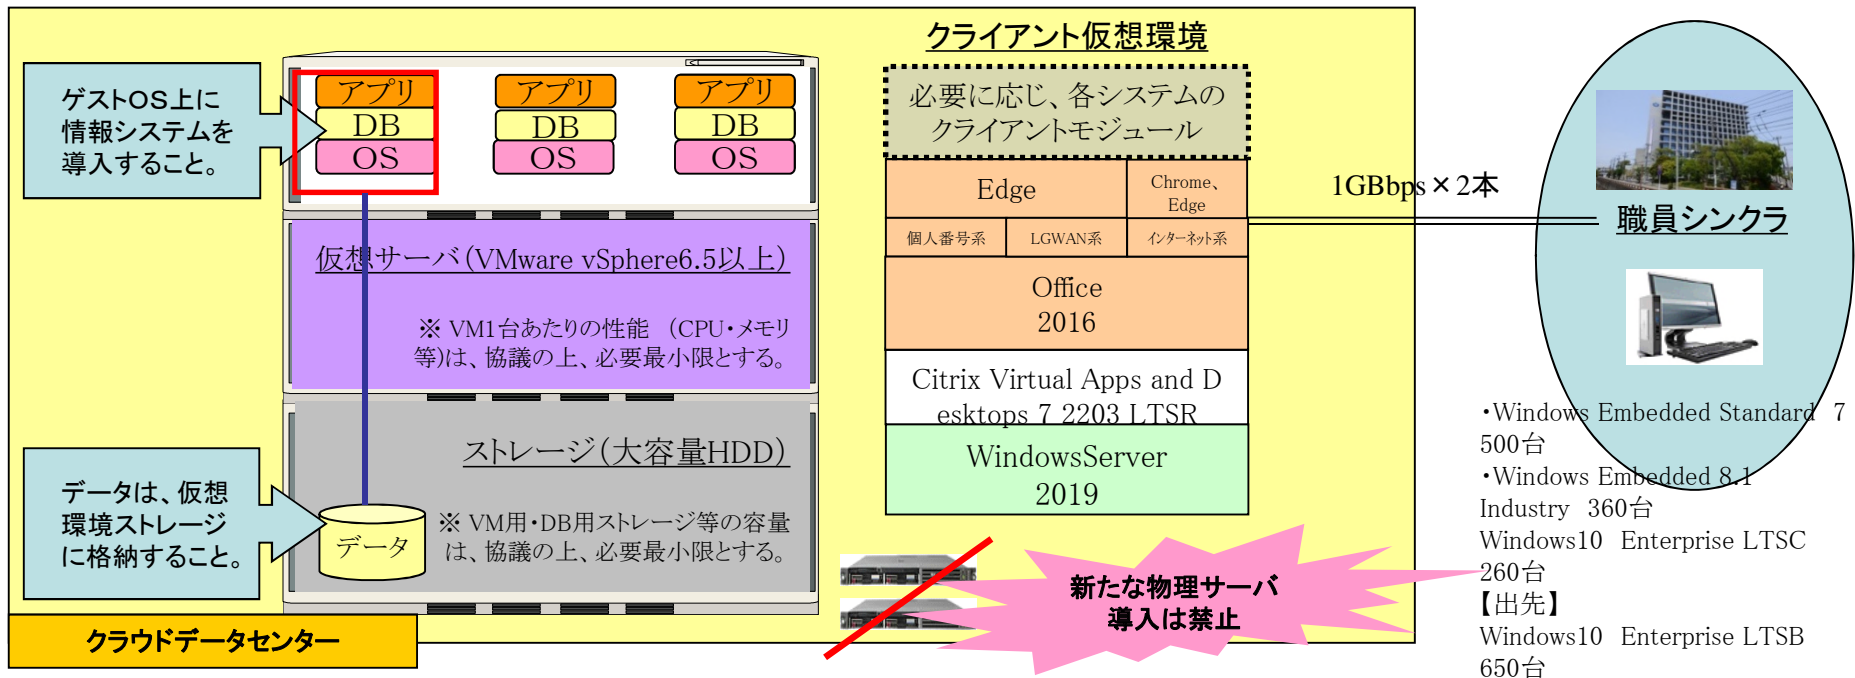 クライアント仮想環境
ゲストOS上に
情報システムを
導入すること。
アプリ
DB
OS
アプリ
DB
OS
アプリ
DB
OS
仮想サーバ(VMware vSphere6.5以上)
※ VM1台あたりの性能 (CPU・メモリ
等)は、協議の上、必要最小限とする。
ストレージ(大容量HDD)
※ VM用・DB用ストレージ等の容量
は、協議の上、必要最小限とする。
データは、仮想
環境ストレージ
に格納すること。
データ
クラウドデータセンター
必要に応じ、各システムの
クライアントモジュール
Edge
Chrome、
Edge
個人番号系
LGWAN系
インターネット系
Office
2016
Citrix Virtual Apps and D
esktops 7 2203 LTSR
WindowsServer
2019
新たな物理サーバ
導入は禁止
1GBbps×2本
職員シンクラ
・Windows Embedded Standard 7
500台
・Windows Embedded 8.1
Industry 360台
Windows10 Enterprise LTSC
260台
【出先】
Windows10 Enterprise LTSB
650台